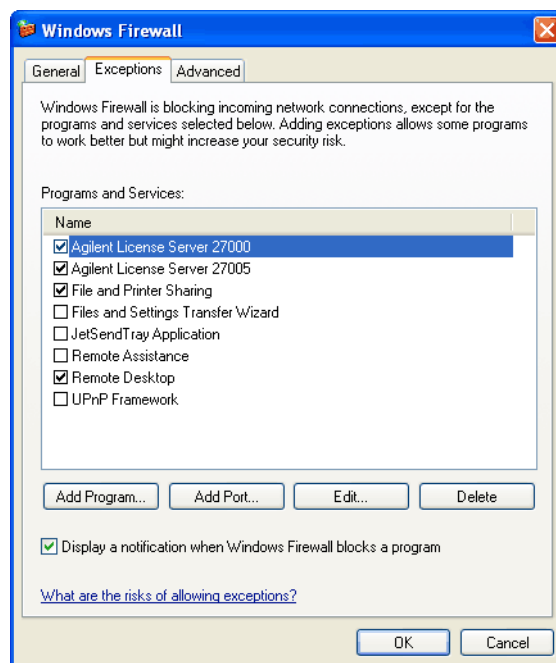 Windows Firewall
General Exceptions Advanced
Windows Firewall is blocking incoming network connections, except for the
programs and services selected below. Adding exceptions allows some programs
to work better but might increase your security risk.
Programs and Services:
Name
Agilent License Server 27000
Agilent License Server 27005
File and Printer Sharing
Files and Settings Transfer Wizard
JetSendTray Application
Remote Assistance
Remote Desktop
UPnP Framework
Add Program... Add Port... Edit... Delete
Display a notification when Windows Firewall blocks a program
What are the risks of allowing exceptions?
OK Cancel